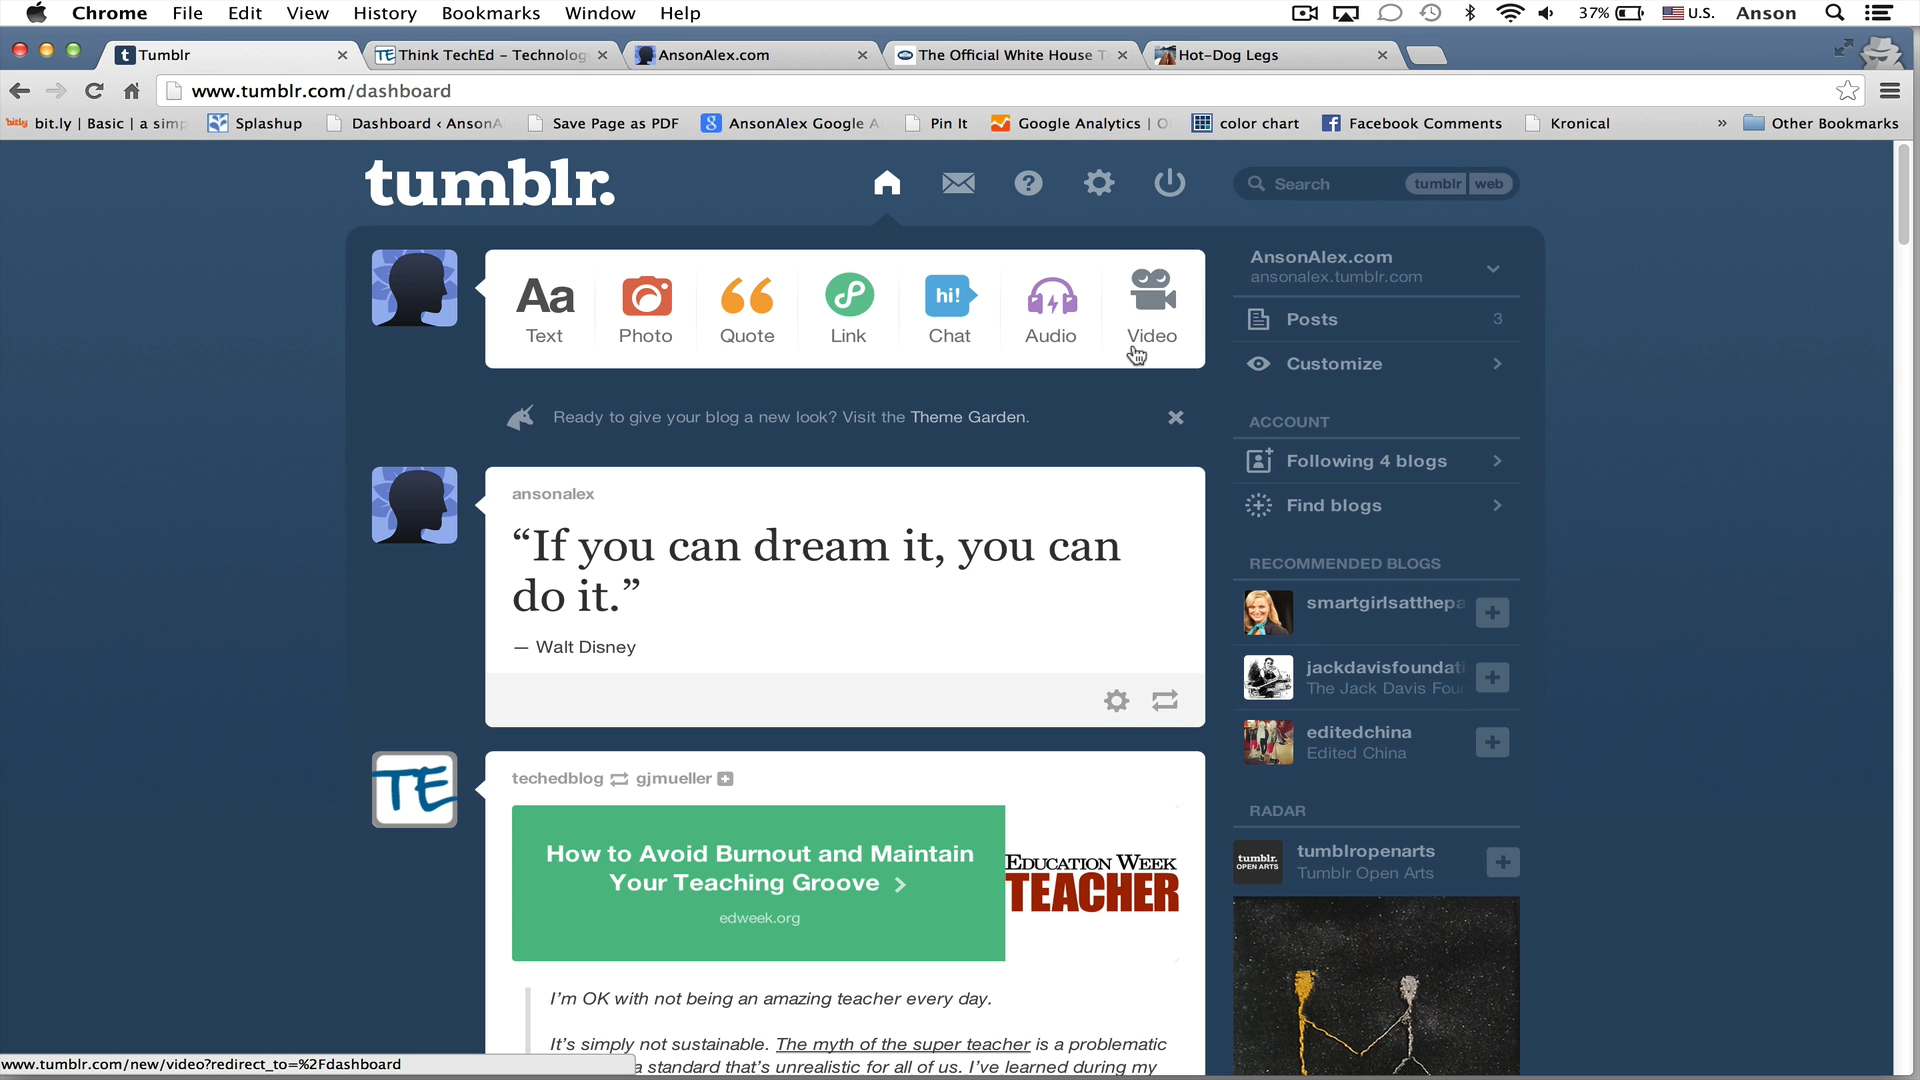 Chrome File Edit View History Bookmarks Window Help 37% U.S. Anson
Tumblr Think TechEd – Technolog AnsonAlex.com The Official White House T Hot-Dog Legs
www.tumblr.com/dashboard
bitly bit.ly | Basic | a simp Splashup Dashboard ‹ AnsonA Save Page as PDF AnsonAlex Google A Pin It Google Analytics | O color chart Facebook Comments Kronical » Other Bookmarks
tumblr. Search tumblr web
Aa hi!
Text Photo Quote Link Chat Audio Video
AnsonAlex.com
ansonalex.tumblr.com
Posts 3
Customize
Ready to give your blog a new look? Visit the Theme Garden.
ACCOUNT
Following 4 blogs
Find blogs
ansonalex
“If you can dream it, you can
do it.”
— Walt Disney
RECOMMENDED BLOGS
smartgirlsatthepa
jackdavisfoundati
The Jack Davis Foun
editedchina
Edited China
TE
techedblog gjmueller
How to Avoid Burnout and Maintain
Your Teaching Groove
edweek.org
EDUCATION WEEK
TEACHER
RADAR
tumblr.
OPEN ARTS
tumblropenarts
Tumblr Open Arts
I’m OK with not being an amazing teacher every day.
It’s simply not sustainable. The myth of the super teacher is a problematic
a standard that’s unrealistic for all of us. I’ve learned during my
www.tumblr.com/new/video?redirect_to=%2Fdashboard